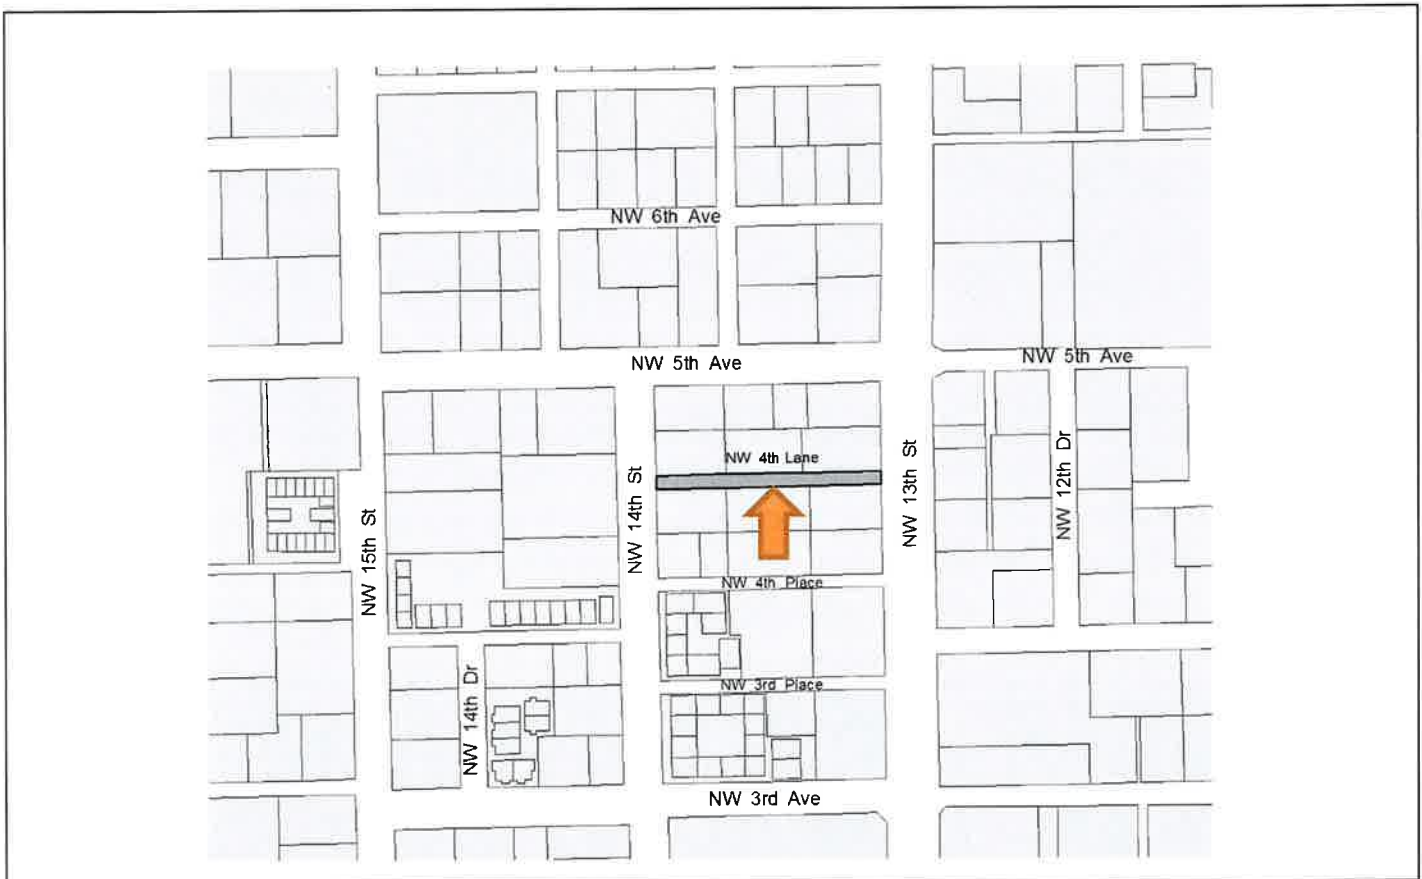 NW 6th Ave
NW 5th Ave
NW 5th Ave
NW 4th Lane
NW 15th St
NW 14th St
NW 13th St
NW 12th Dr
NW 4th Place
NW 14th Dr
NW 3rd Place
NW 3rd Ave